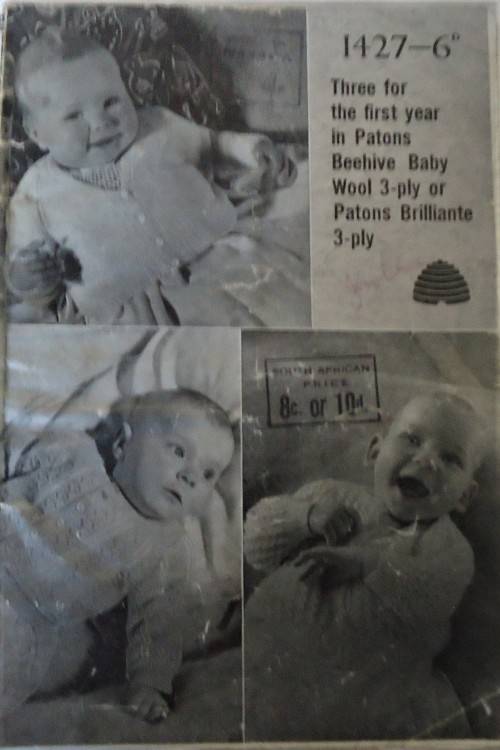 1427—6ᴰ
Three for
the first year
in Patons
Beehive Baby
Wool 3-ply or
Patons Brilliante
3-ply
SOUTH AFRICAN
PRICE
8c. or 10d.